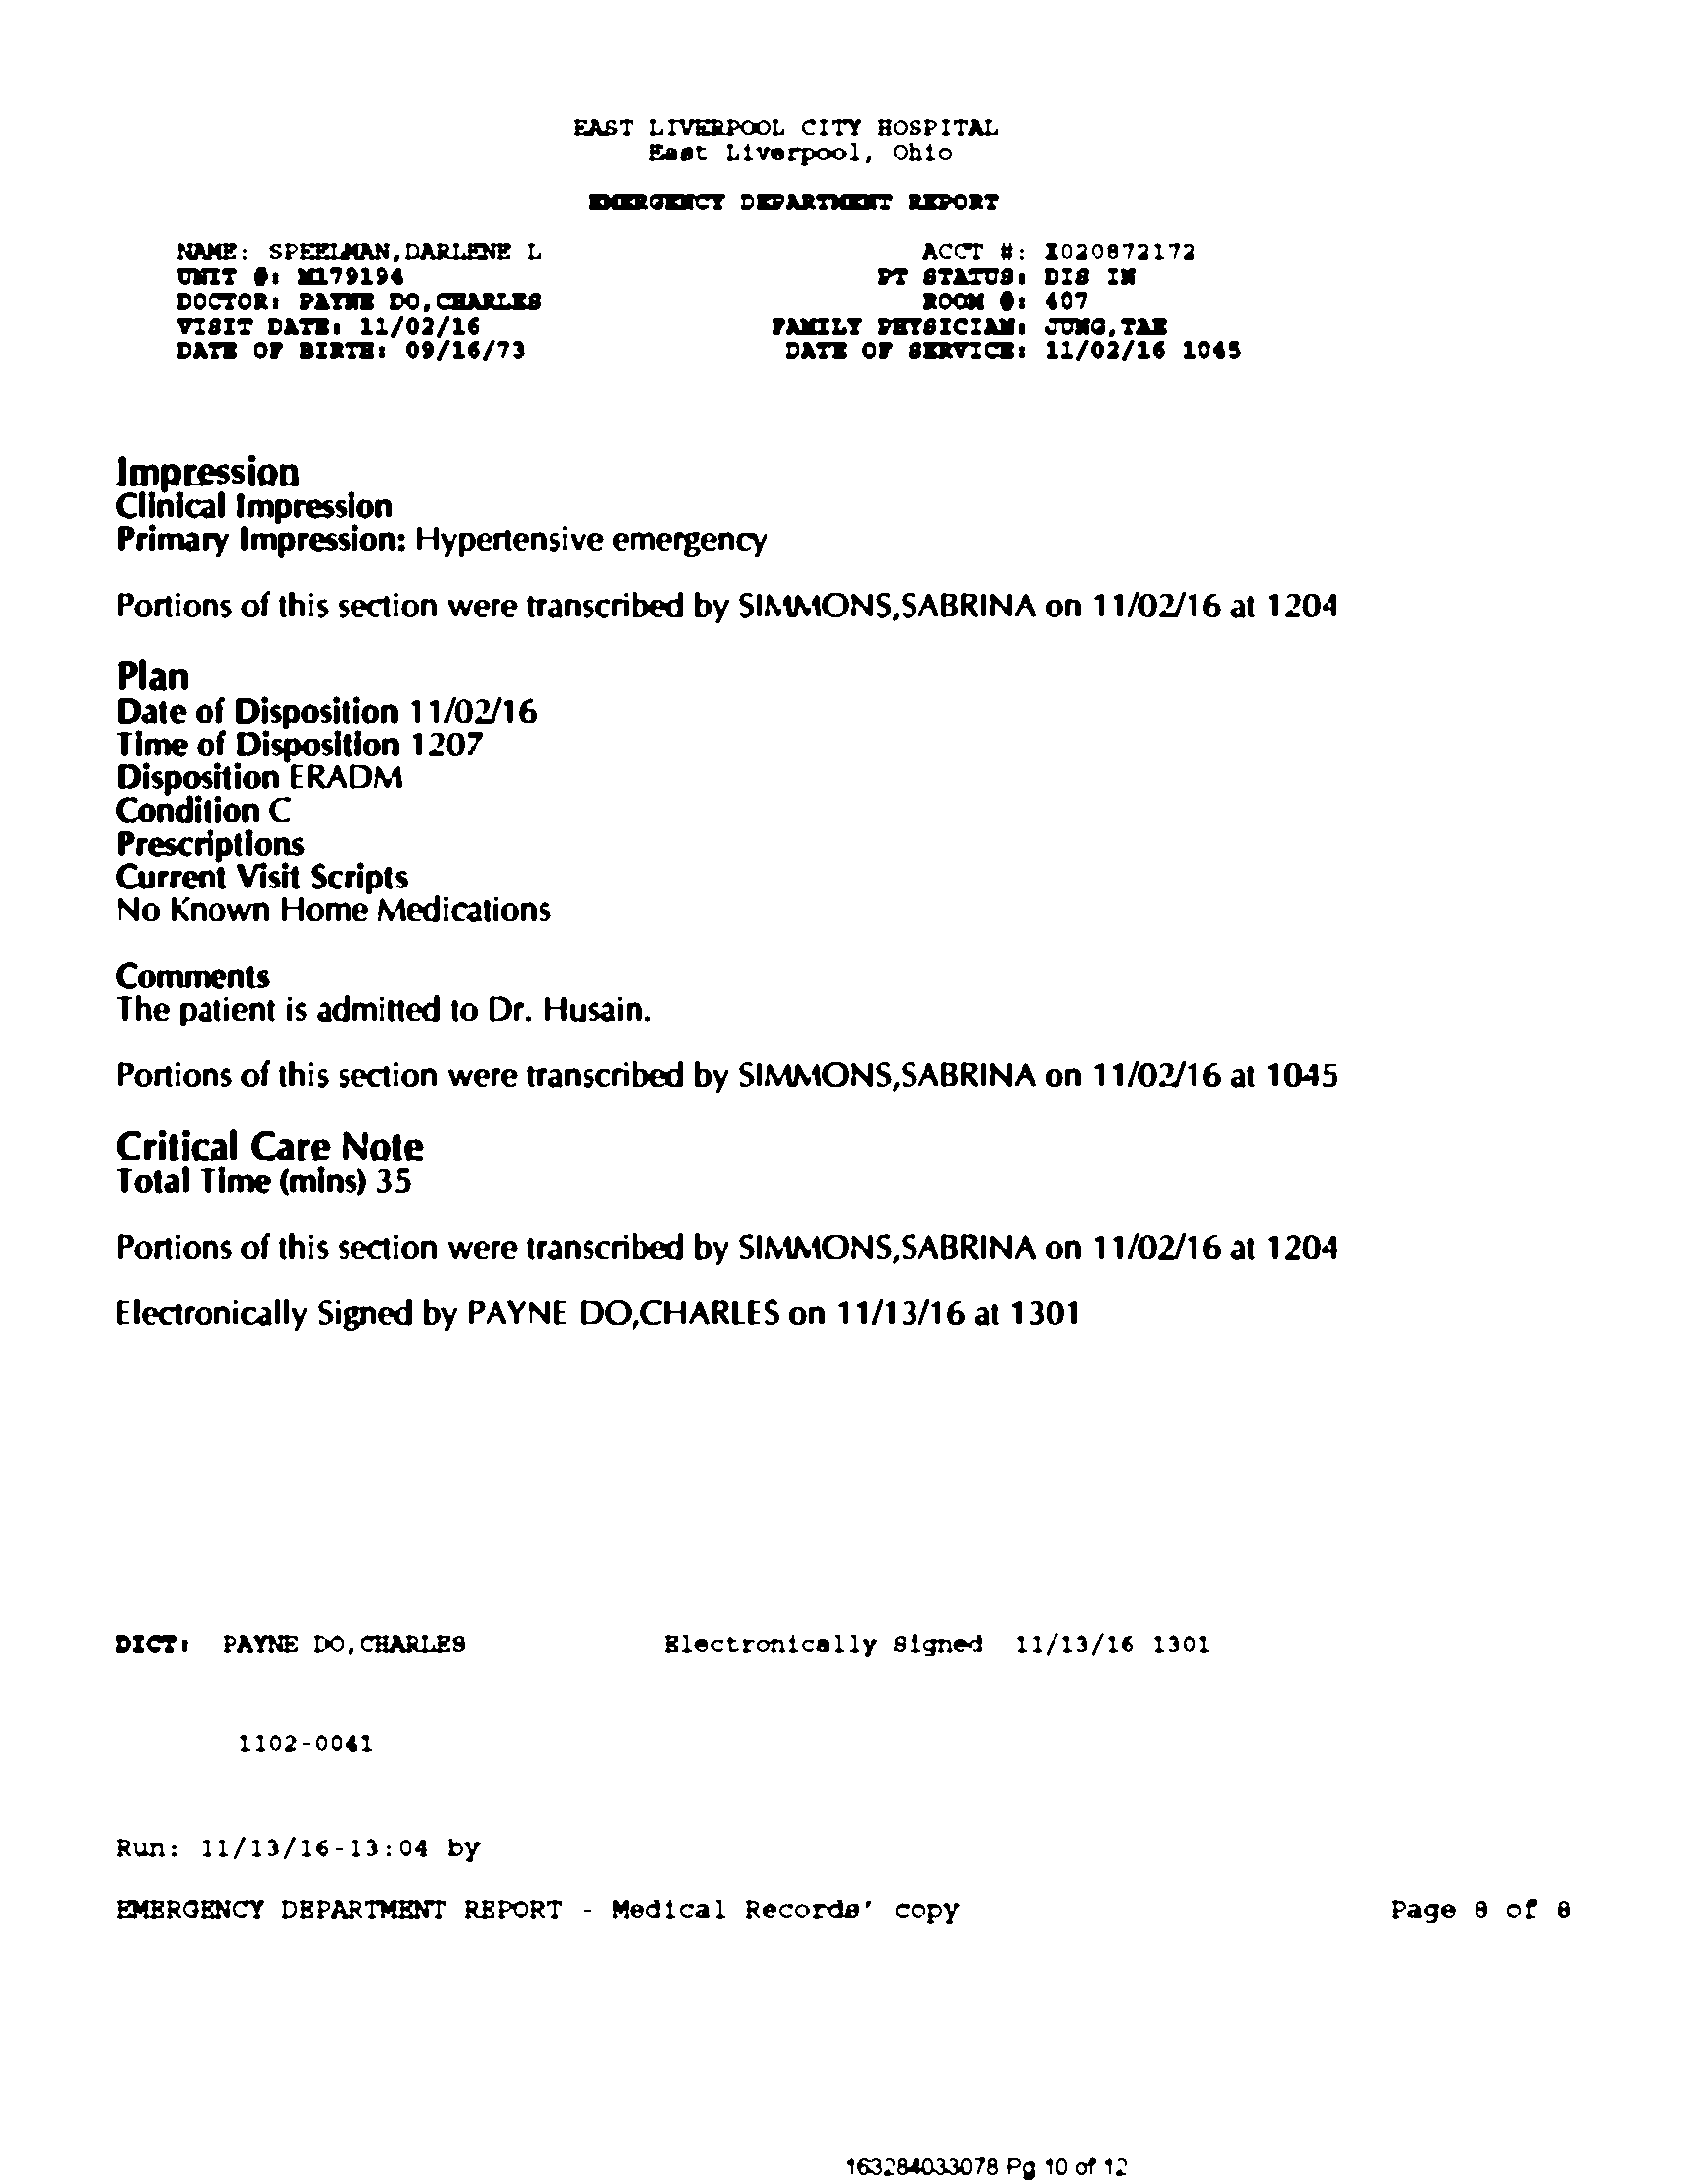 EAST LIVERPOOL CITY HOSPITAL
East Liverpool, Ohio
EMERGENCY DEPARTMENT REPORT
NAME: SPEELMAN,DARLENE L ACCT #: X020872172
UNIT #: M179194 PT STATUS: DIS IN
DOCTOR: PAYNE DO,CHARLES ROOM #: 407
VISIT DATE: 11/02/16 FAMILY PHYSICIAN: JUNG,TAE
DATE OF BIRTH: 09/16/73 DATE OF SERVICE: 11/02/16 1045
Impression
Clinical Impression
Primary Impression: Hypertensive emergency
Portions of this section were transcribed by SIMMONS,SABRINA on 11/02/16 at 1204
Plan
Date of Disposition 11/02/16
Time of Disposition 1207
Disposition ERADM
Condition C
Prescriptions
Current Visit Scripts
No Known Home Medications
Comments
The patient is admitted to Dr. Husain.
Portions of this section were transcribed by SIMMONS,SABRINA on 11/02/16 at 1045
Critical Care Note
Total Time (mins) 35
Portions of this section were transcribed by SIMMONS,SABRINA on 11/02/16 at 1204
Electronically Signed by PAYNE DO,CHARLES on 11/13/16 at 1301
DICT: PAYNE DO,CHARLES Electronically Signed 11/13/16 1301
1102-0041
Run: 11/13/16-13:04 by
EMERGENCY DEPARTMENT REPORT - Medical Records' copy Page 8 of 8
163284033078 Pg 10 of 12